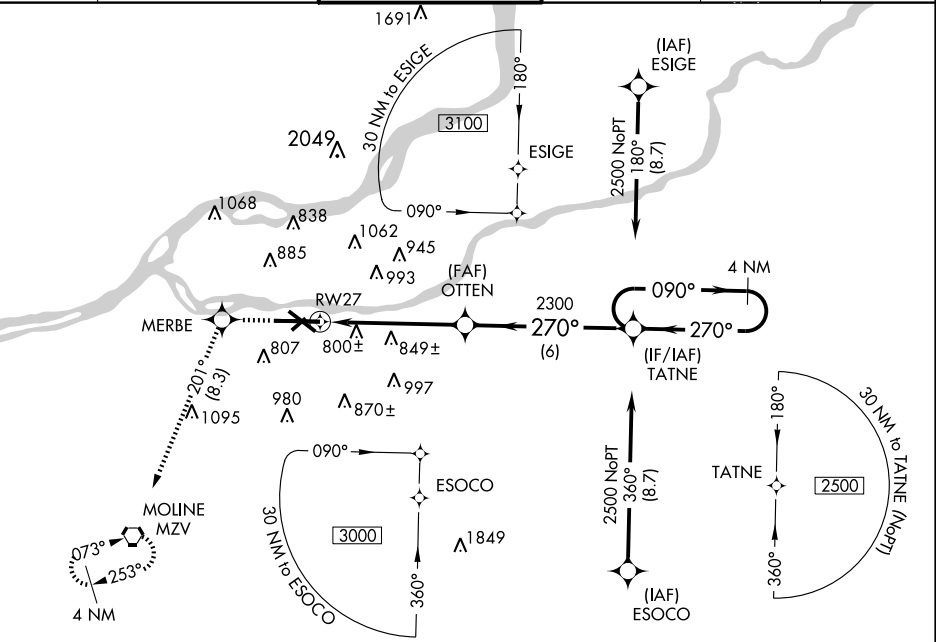 1691
(IAF)
ESIGE
30 NM to ESIGE
180°
3100
2049
ESIGE
2500 NoPT
180°
(8.7)
1068
838
090°
1062
945
885
993
4 NM
(FAF)
OTTEN
090°
RW27
2300
MERBE
270°
270°
(6)
800±
849±
(IF/IAF)
TATNE
807
201°
(8.3)
997
980
870±
1095
180°
30 NM to TATNE (NoPT)
090°
2500 NoPT
360°
(8.7)
TATNE
2500
ESOCO
MOLINE
MZV
30 NM to ESOCO
3000
1849
073°
253°
360°
360°
4 NM
(IAF)
ESOCO